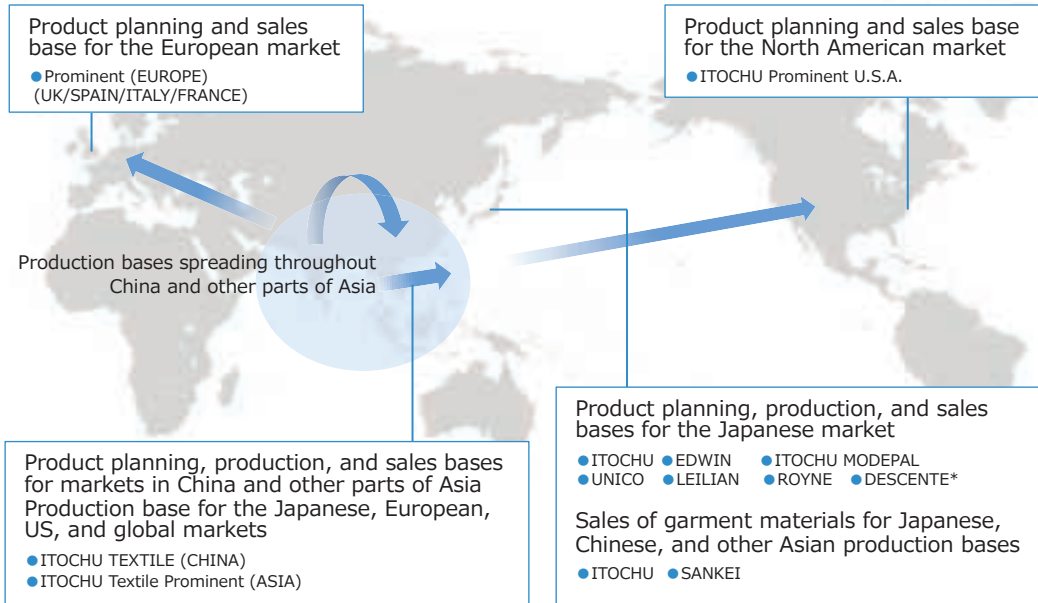 Product planning and sales
base for the European market
●Prominent (EUROPE)
(UK/SPAIN/ITALY/FRANCE)
Product planning and sales base
for the North American market
●ITOCHU Prominent U.S.A.
Production bases spreading throughout
China and other parts of Asia
Product planning, production, and sales bases
for markets in China and other parts of Asia
Production base for the Japanese, European,
US, and global markets
●ITOCHU TEXTILE (CHINA)
●ITOCHU Textile Prominent (ASIA)
Product planning, production, and sales
bases for the Japanese market
●ITOCHU ●EDWIN ●ITOCHU MODEPAL
●UNICO ●LEILIAN ●ROYNE ●DESCENTE*
Sales of garment materials for Japanese,
Chinese, and other Asian production bases
●ITOCHU ●SANKEI